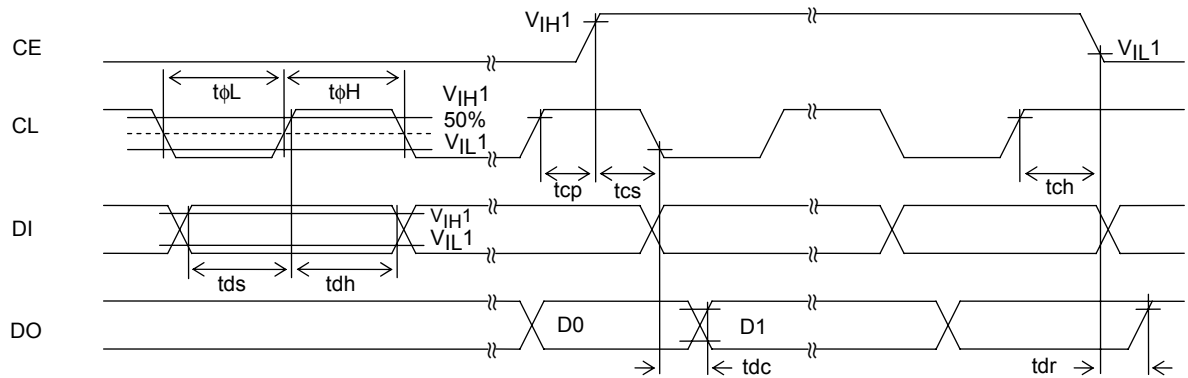 CE
VIH1
VIL1
tϕL
tϕH
CL
VIH1
50%
VIL1
tcp
tcs
tch
DI
VIH1
VIL1
tds
tdh
DO
D0
D1
tdc
tdr